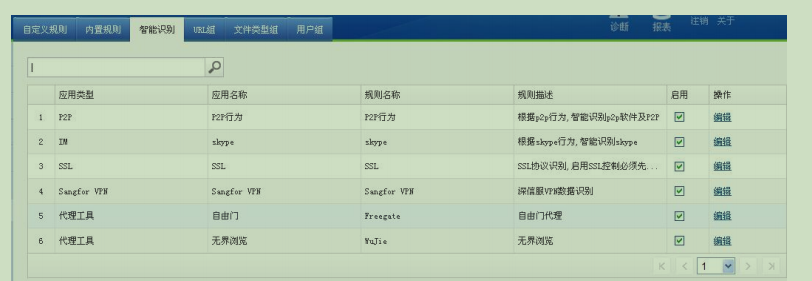 诊断 报表 注销 关于
自定义规则 内置规则 智能识别 URL组 文件类型组 用户组
应用类型 应用名称 规则名称 规则描述 启用 操作
1 P2P P2P行为 P2P行为 根据p2p行为,智能识别p2p软件及P2P 编辑
2 IM skype skype 根据skype行为,智能识别skype 编辑
3 SSL SSL SSL SSL协议识别,启用SSL控制必须先... 编辑
4 Sangfor VPN Sangfor VPN Sangfor VPN 深信服VPN数据识别 编辑
5 代理工具 自由门 Freegate 自由门代理 编辑
6 代理工具 无界浏览 WuJie 无界浏览 编辑
1